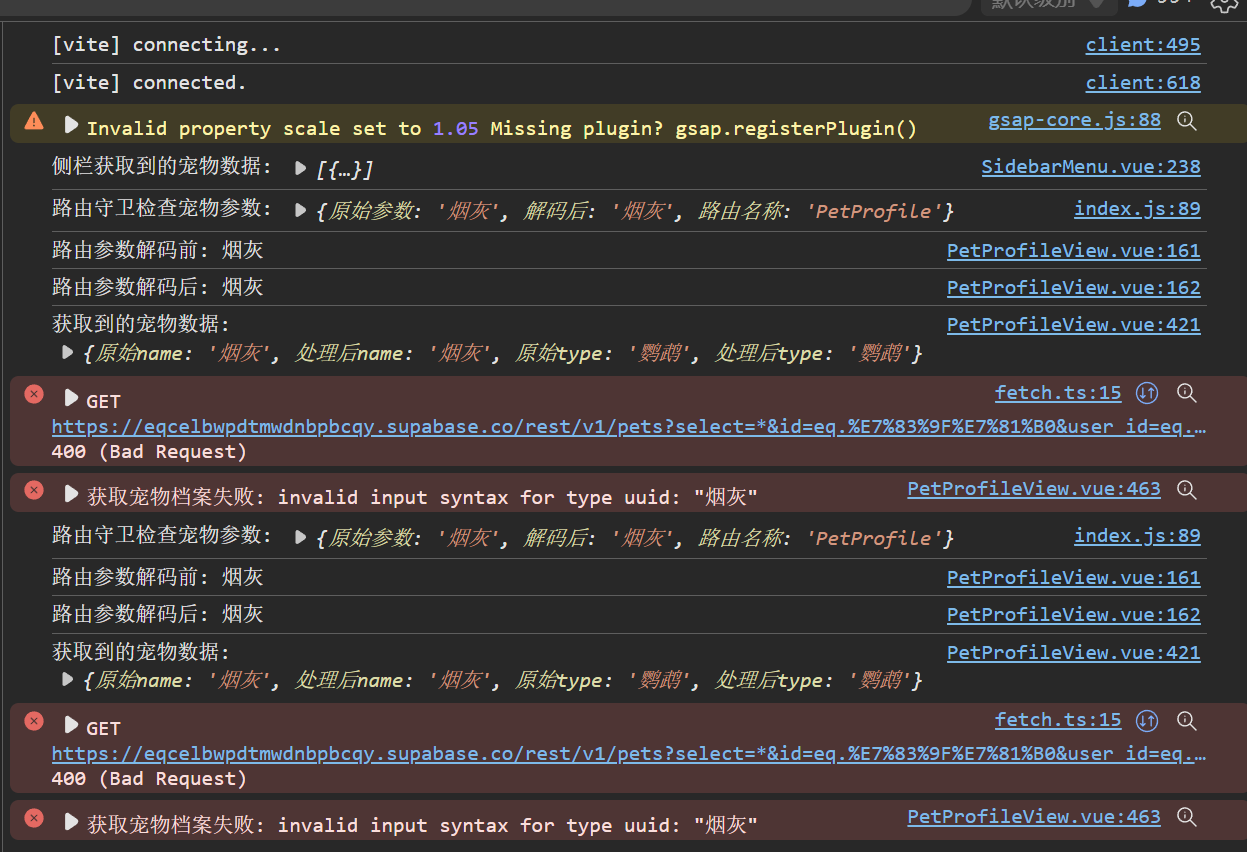 默认级别
[vite] connecting...
client:495
[vite] connected.
client:618
Invalid property scale set to 1.05 Missing plugin? gsap.registerPlugin()
gsap-core.js:88
侧栏获取到的宠物数据: ▶ [{…}]
SidebarMenu.vue:238
路由守卫检查宠物参数: ▶ {原始参数: '烟灰', 解码后: '烟灰', 路由名称: 'PetProfile'}
index.js:89
路由参数解码前: 烟灰
PetProfileView.vue:161
路由参数解码后: 烟灰
PetProfileView.vue:162
获取到的宠物数据:
PetProfileView.vue:421
▶ {原始name: '烟灰', 处理后name: '烟灰', 原始type: '鹦鹉', 处理后type: '鹦鹉'}
▶ GET
fetch.ts:15
https://eqcelbwpdtmwdnbpbcqy.supabase.co/rest/v1/pets?select=*&id=eq.%E7%83%9F%E7%81%B0&user_id=eq.…
400 (Bad Request)
▶ 获取宠物档案失败: invalid input syntax for type uuid: "烟灰"
PetProfileView.vue:463
路由守卫检查宠物参数: ▶ {原始参数: '烟灰', 解码后: '烟灰', 路由名称: 'PetProfile'}
index.js:89
路由参数解码前: 烟灰
PetProfileView.vue:161
路由参数解码后: 烟灰
PetProfileView.vue:162
获取到的宠物数据:
PetProfileView.vue:421
▶ {原始name: '烟灰', 处理后name: '烟灰', 原始type: '鹦鹉', 处理后type: '鹦鹉'}
▶ GET
fetch.ts:15
https://eqcelbwpdtmwdnbpbcqy.supabase.co/rest/v1/pets?select=*&id=eq.%E7%83%9F%E7%81%B0&user_id=eq.…
400 (Bad Request)
▶ 获取宠物档案失败: invalid input syntax for type uuid: "烟灰"
PetProfileView.vue:463